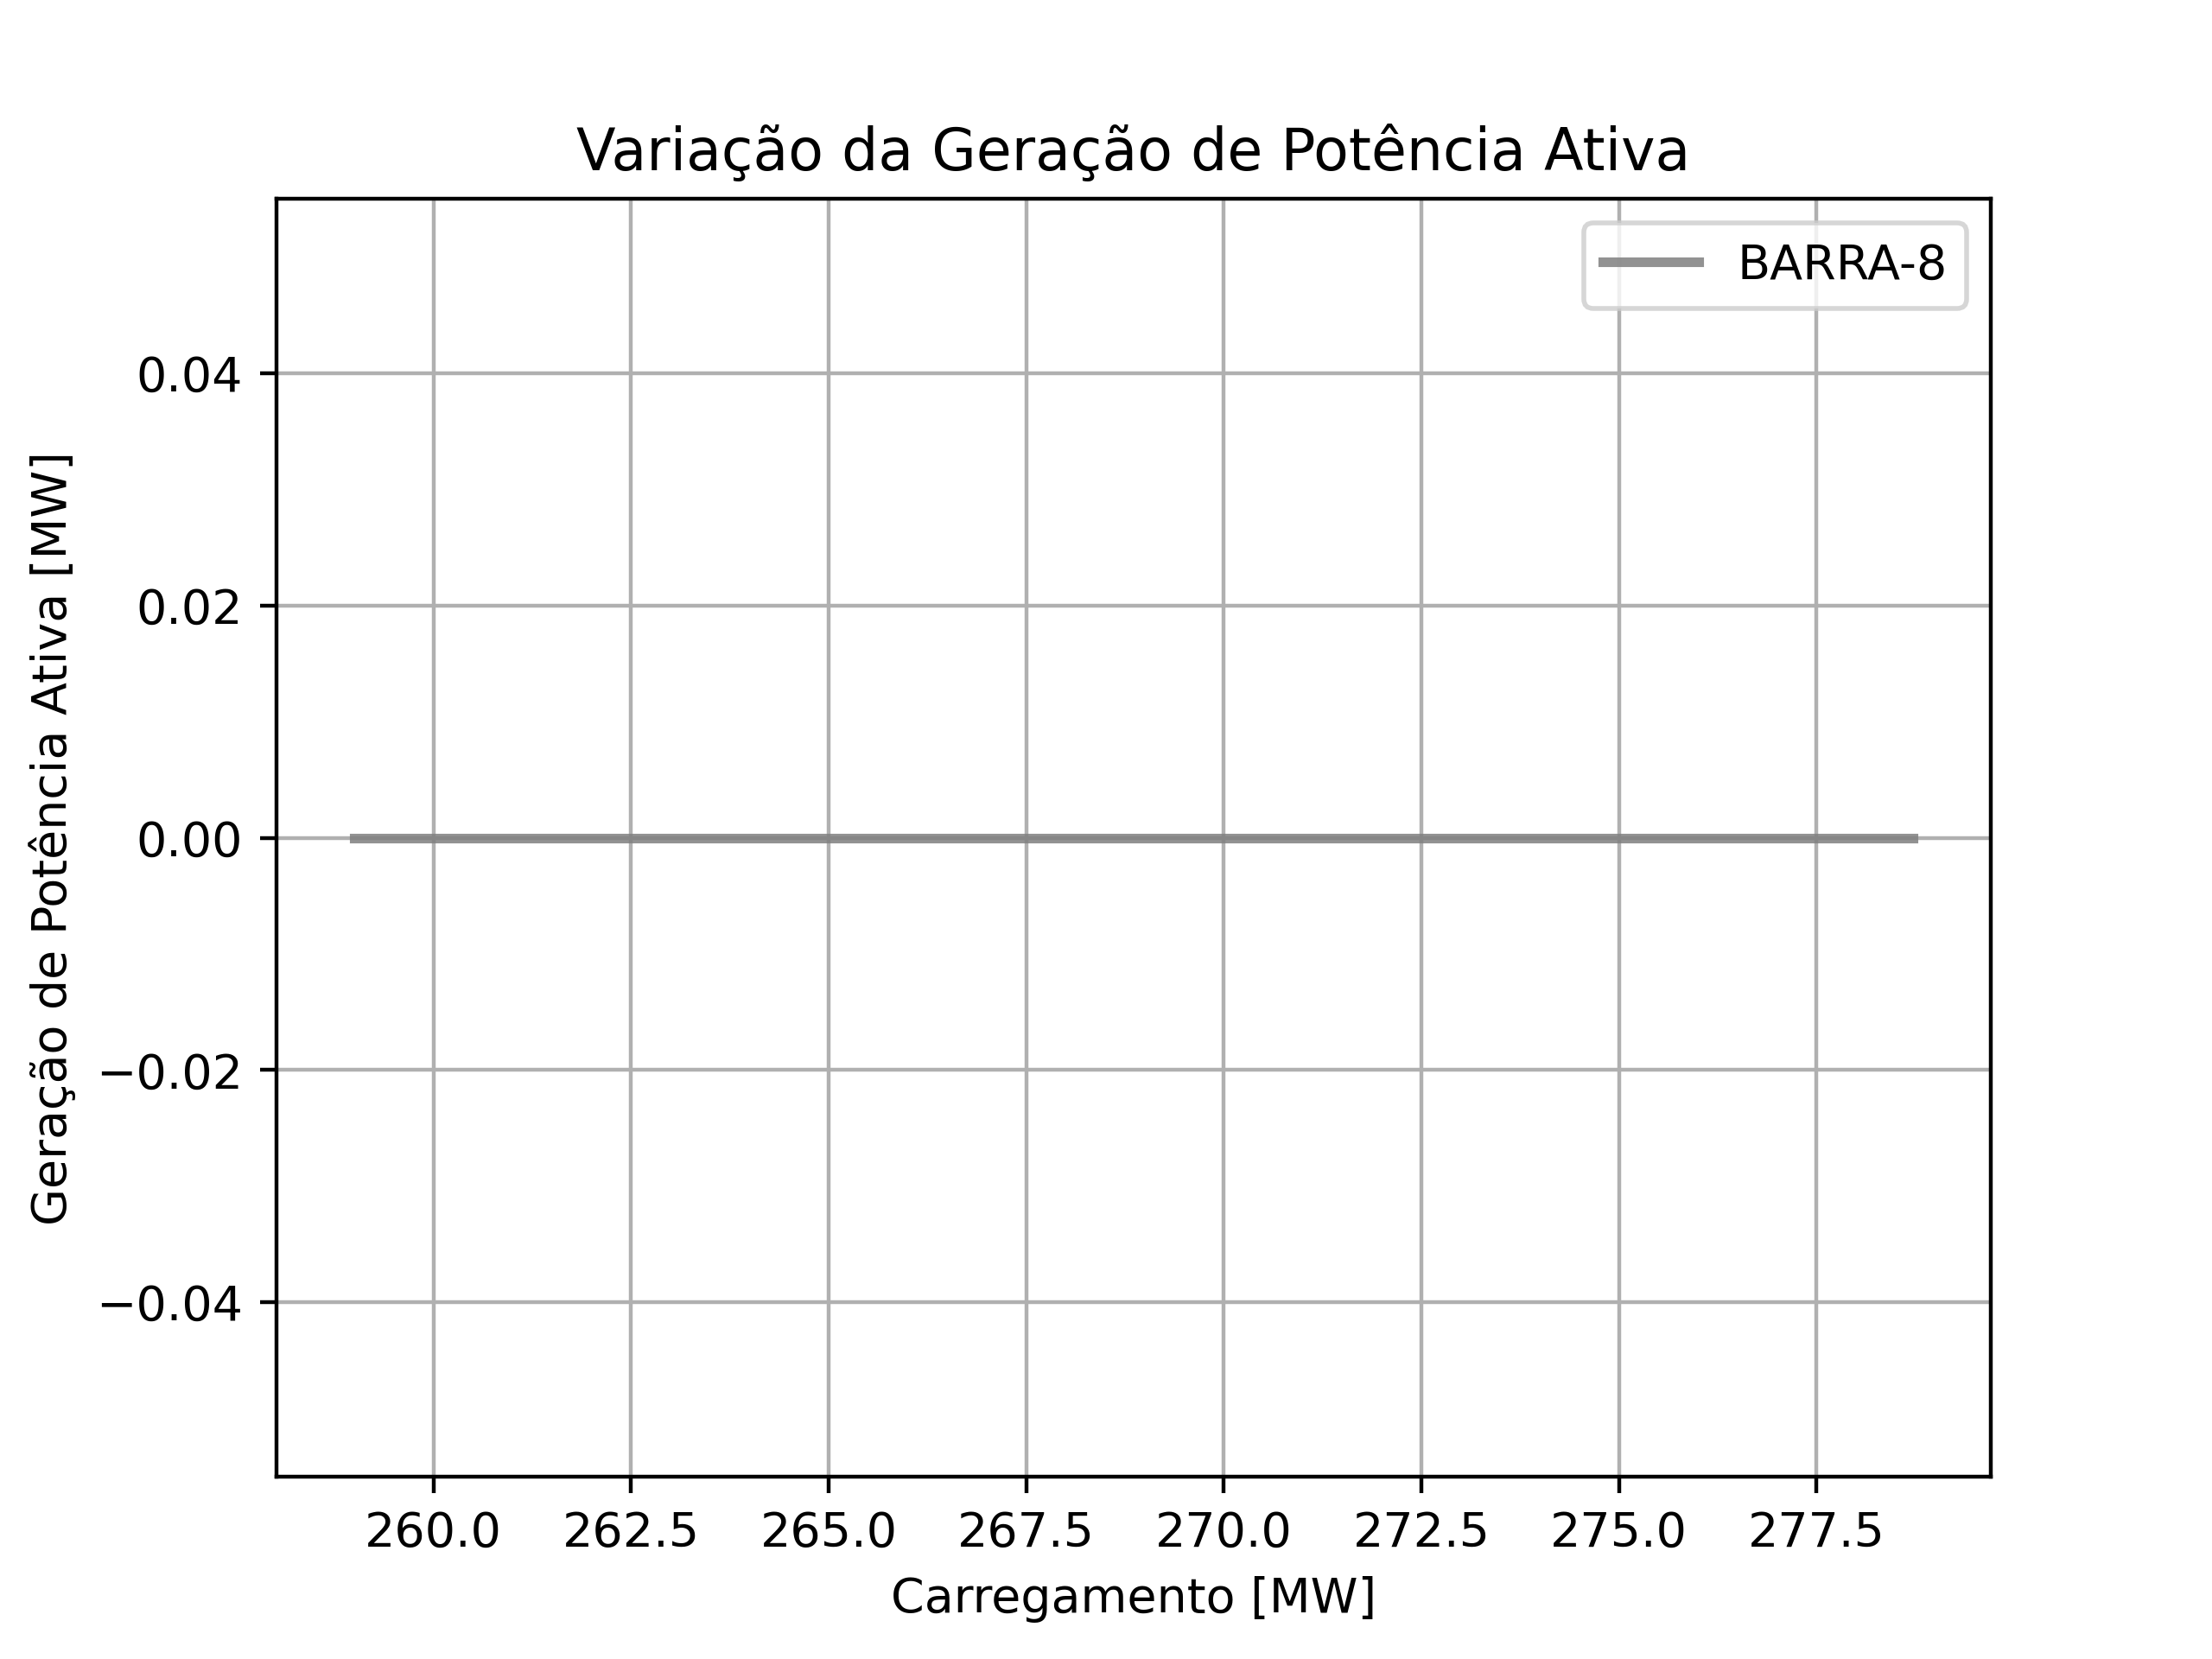 Variação da Geração de Potência Ativa
BARRA-8
Geração de Potência Ativa [MW]
0.04
0.02
0.00
−0.02
−0.04
260.0 262.5 265.0 267.5 270.0 272.5 275.0 277.5
Carregamento [MW]